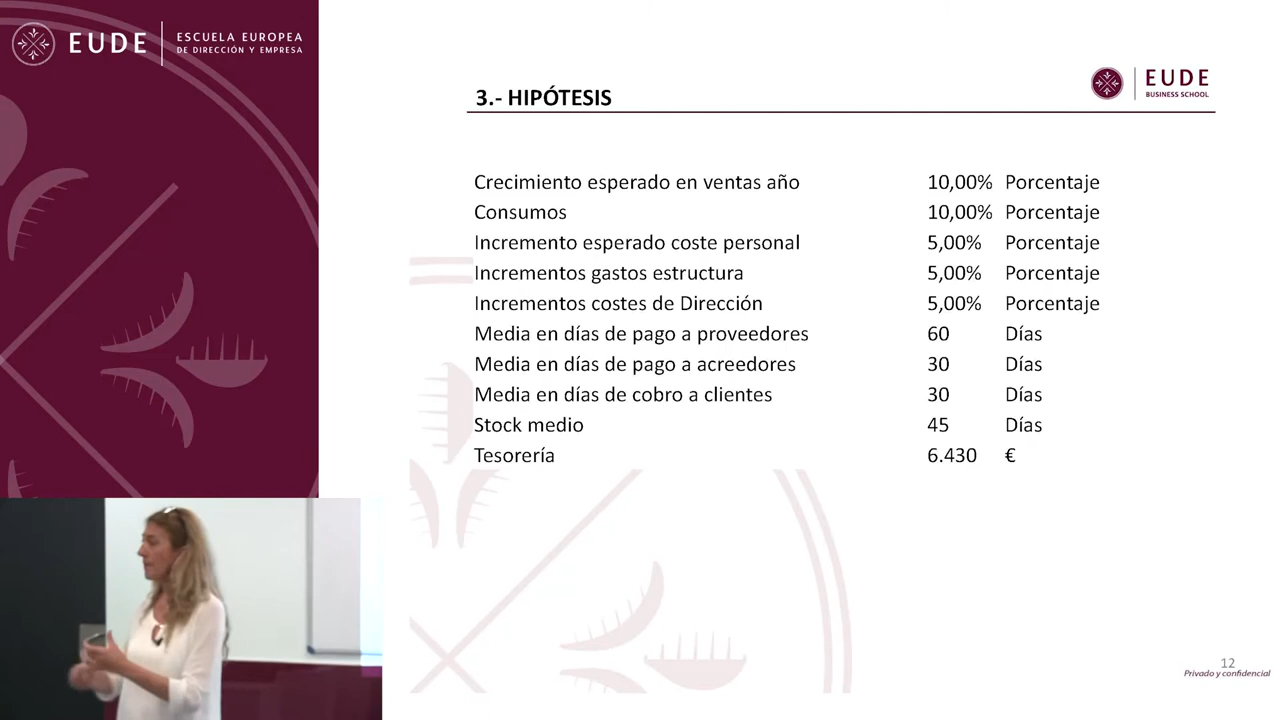 EUDE
ESCUELA EUROPEA
DE DIRECCIÓN Y EMPRESA
EUDE
BUSINESS SCHOOL
3.- HIPÓTESIS
Crecimiento esperado en ventas año 10,00% Porcentaje
Consumos 10,00% Porcentaje
Incremento esperado coste personal 5,00% Porcentaje
Incrementos gastos estructura 5,00% Porcentaje
Incrementos costes de Dirección 5,00% Porcentaje
Media en días de pago a proveedores 60 Días
Media en días de pago a acreedores 30 Días
Media en días de cobro a clientes 30 Días
Stock medio 45 Días
Tesorería 6.430 €
12
Privado y confidencial